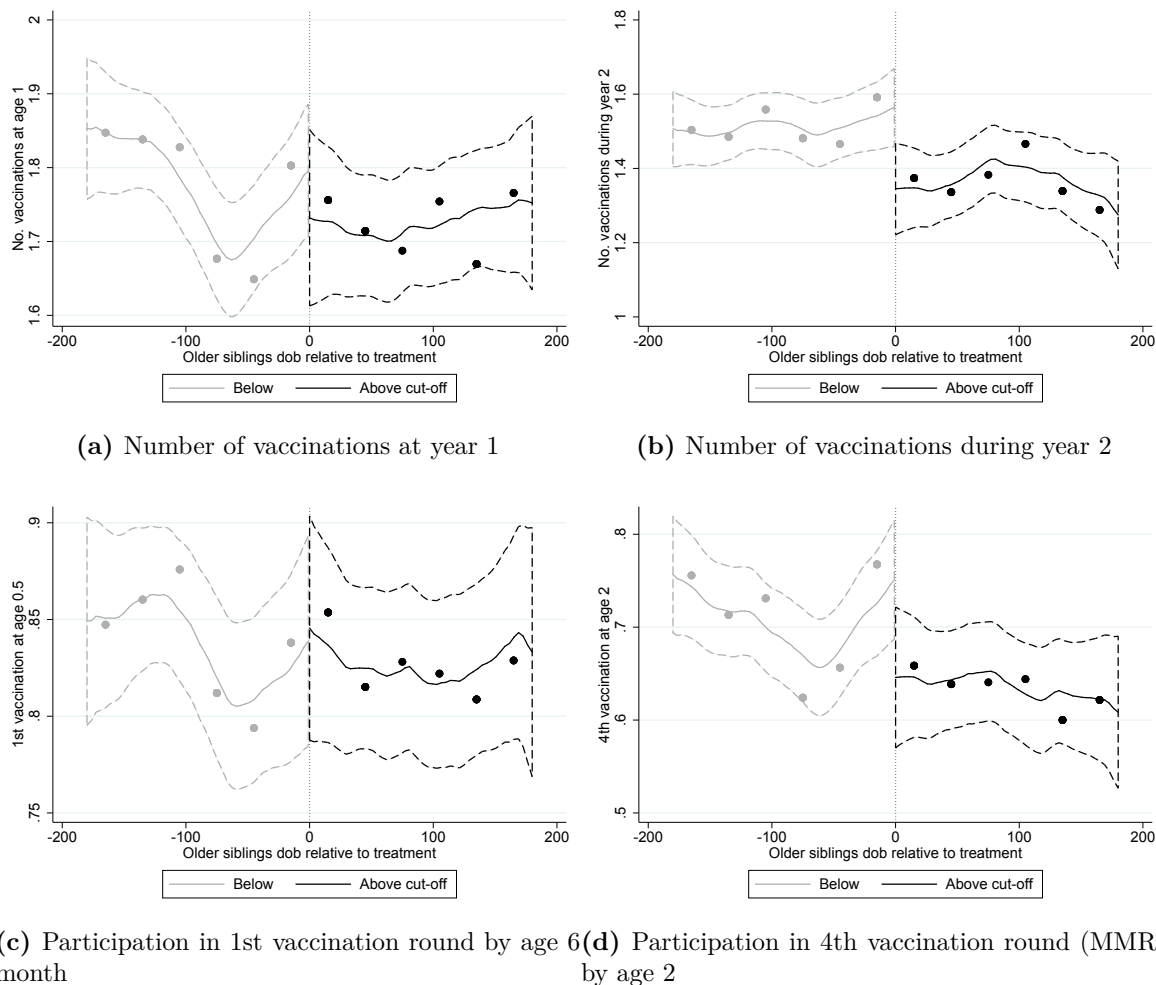 No. vaccinations at age 1
2
1.9
1.8
1.7
1.6
-200
-100
0
100
200
Older siblings dob relative to treatment
Below
Above cut-off
(a) Number of vaccinations at year 1
No. vaccinations during year 2
1.8
1.6
1.4
1.2
1
-200
-100
0
100
200
Older siblings dob relative to treatment
Below
Above cut-off
(b) Number of vaccinations during year 2
1st vaccination at age 0.5
.9
.85
.8
.75
-200
-100
0
100
200
Older siblings dob relative to treatment
Below
Above cut-off
(c) Participation in 1st vaccination round by age 6
month
4th vaccination at age 2
.8
.7
.6
.5
-200
-100
0
100
200
Older siblings dob relative to treatment
Below
Above cut-off
(d) Participation in 4th vaccination round (MMR
by age 2